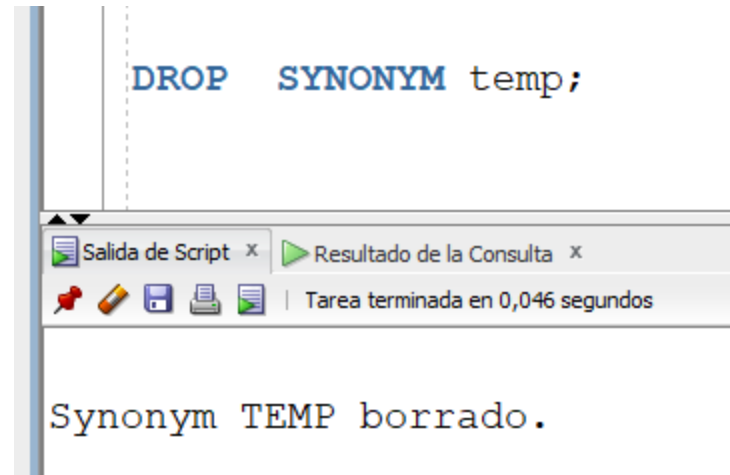 DROP  SYNONYM temp;
Salida de Script x Resultado de la Consulta x
Tarea terminada en 0,046 segundos
Synonym TEMP borrado.